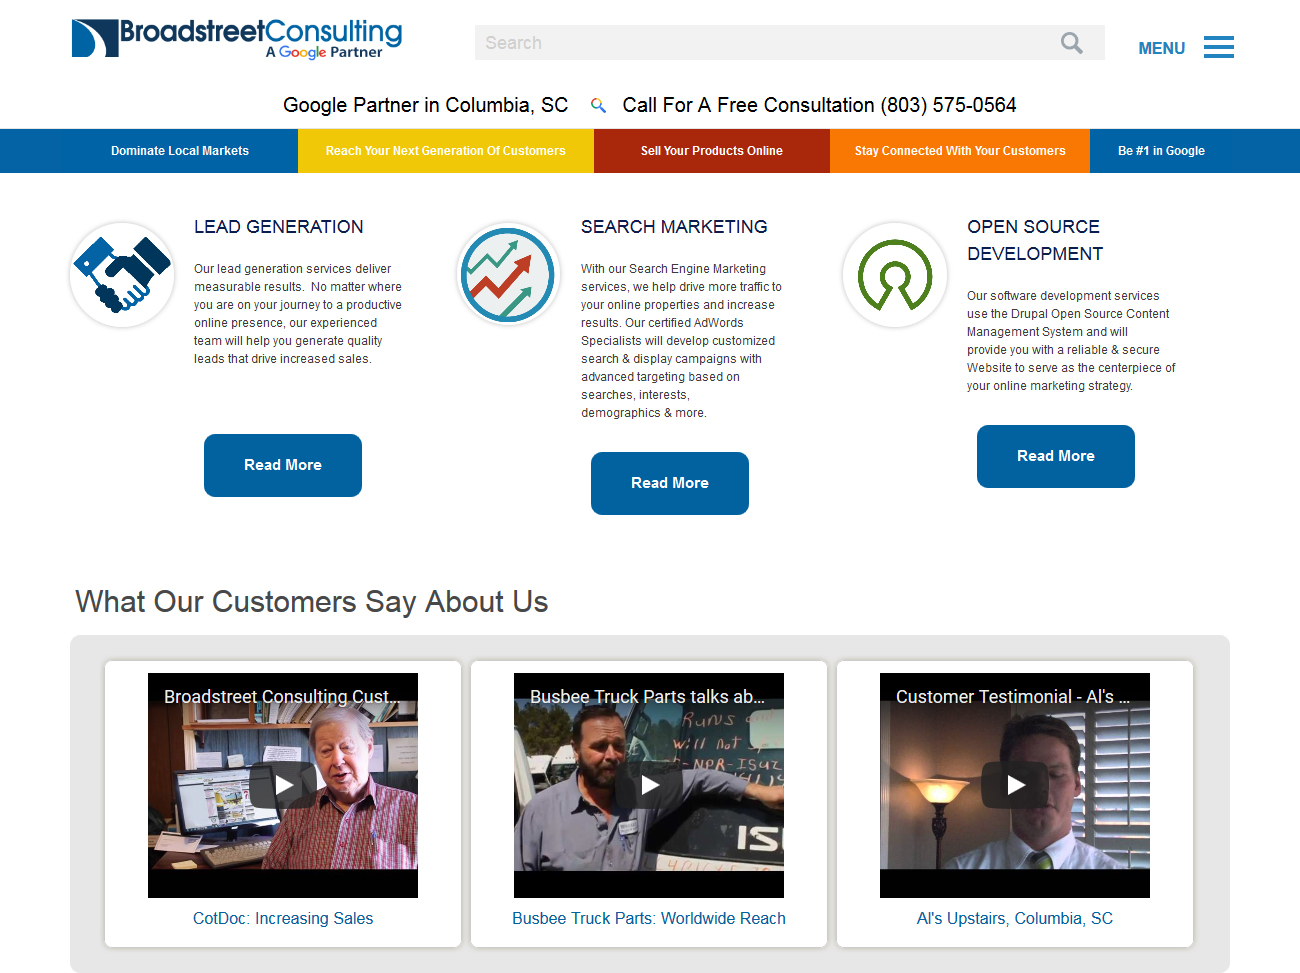 BroadstreetConsulting
A Google Partner
Search
MENU
Google Partner in Columbia, SC
Call For A Free Consultation (803) 575-0564
Dominate Local Markets
Reach Your Next Generation Of Customers
Sell Your Products Online
Stay Connected With Your Customers
Be #1 in Google
LEAD GENERATION
Our lead generation services deliver
measurable results. No matter where
you are on your journey to a productive
online presence, our experienced
team will help you generate quality
leads that drive increased sales.
Read More
SEARCH MARKETING
With our Search Engine Marketing
services, we help drive more traffic to
your online properties and increase
results. Our certified AdWords
Specialists will develop customized
search & display campaigns with
advanced targeting based on
searches, interests,
demographics & more.
Read More
OPEN SOURCE
DEVELOPMENT
Our software development services
use the Drupal Open Source Content
Management System and will
provide you with a reliable & secure
Website to serve as the centerpiece of
your online marketing strategy.
Read More
What Our Customers Say About Us
Broadstreet Consulting Cust...
CotDoc: Increasing Sales
Busbee Truck Parts talks ab...
Runs and
will not
NPR-ISUZ
IS
Busbee Truck Parts: Worldwide Reach
Customer Testimonial - Al's ...
Al's Upstairs, Columbia, SC